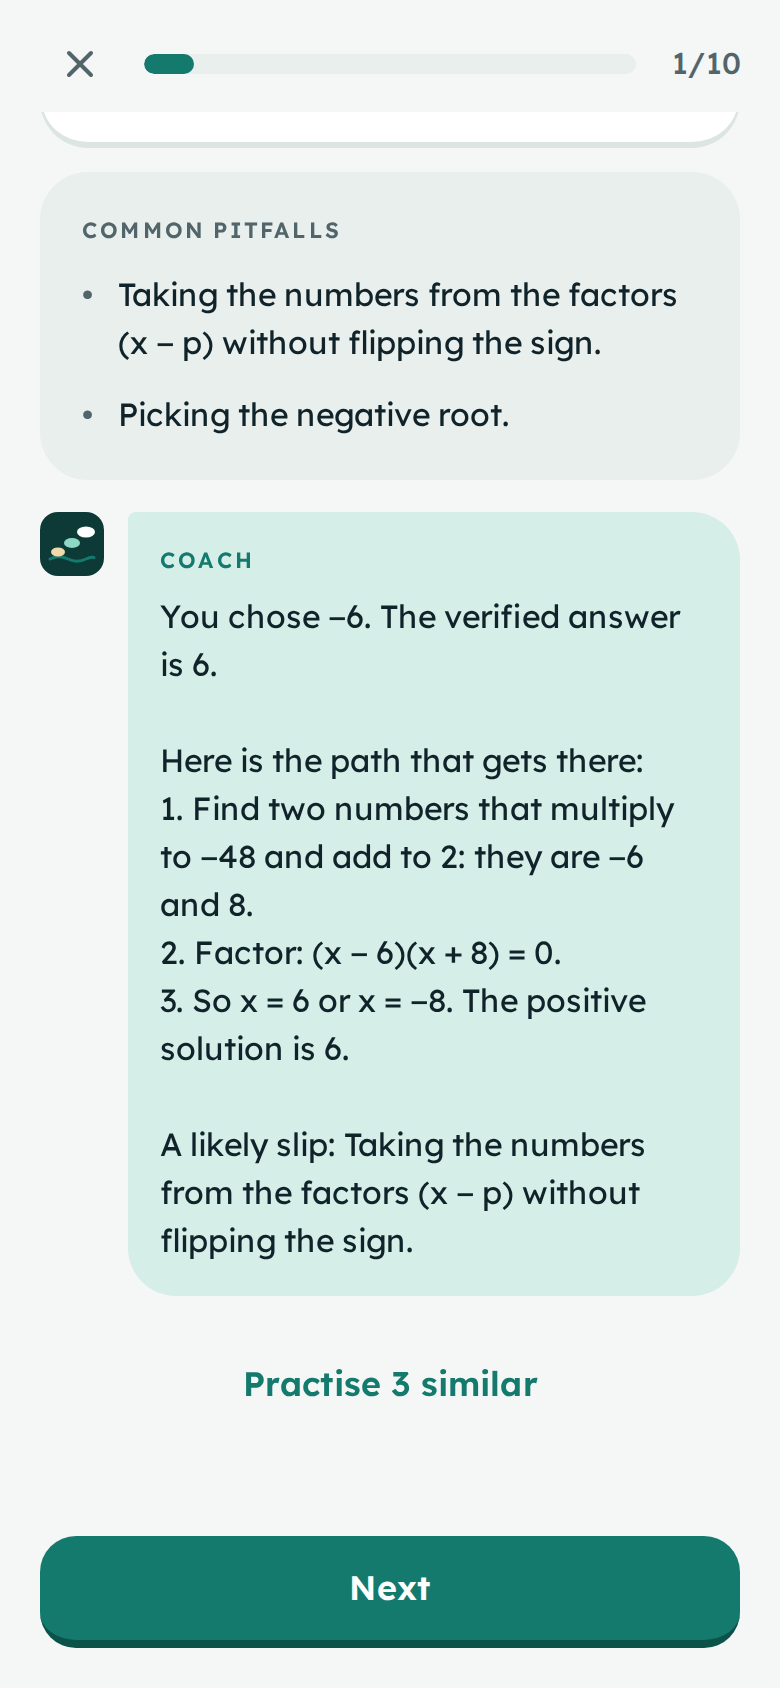 1/10
COMMON PITFALLS
• Taking the numbers from the factors
(x − p) without flipping the sign.
• Picking the negative root.
COACH
You chose −6. The verified answer
is 6.
Here is the path that gets there:
1. Find two numbers that multiply
to −48 and add to 2: they are −6
and 8.
2. Factor: (x − 6)(x + 8) = 0.
3. So x = 6 or x = −8. The positive
solution is 6.
A likely slip: Taking the numbers
from the factors (x − p) without
flipping the sign.
Practise 3 similar
Next